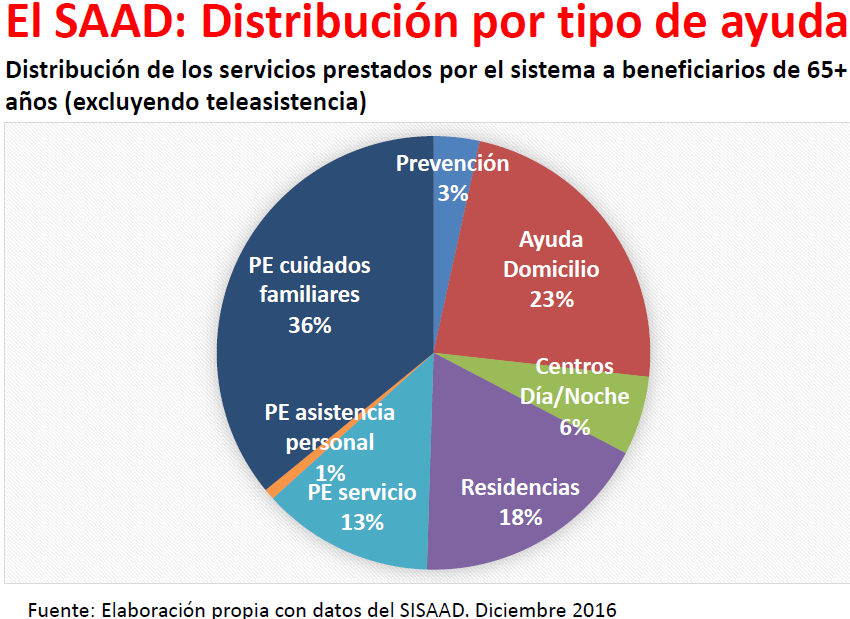 El SAAD: Distribución por tipo de ayuda
Distribución de los servicios prestados por el sistema a beneficiarios de 65+
años (excluyendo teleasistencia)
Prevención
3%
Ayuda
Domicilio
23%
Centros
Día/Noche
6%
Residencias
18%
PE servicio
13%
PE asistencia
personal
1%
PE cuidados
familiares
36%
Fuente: Elaboración propia con datos del SISAAD. Diciembre 2016